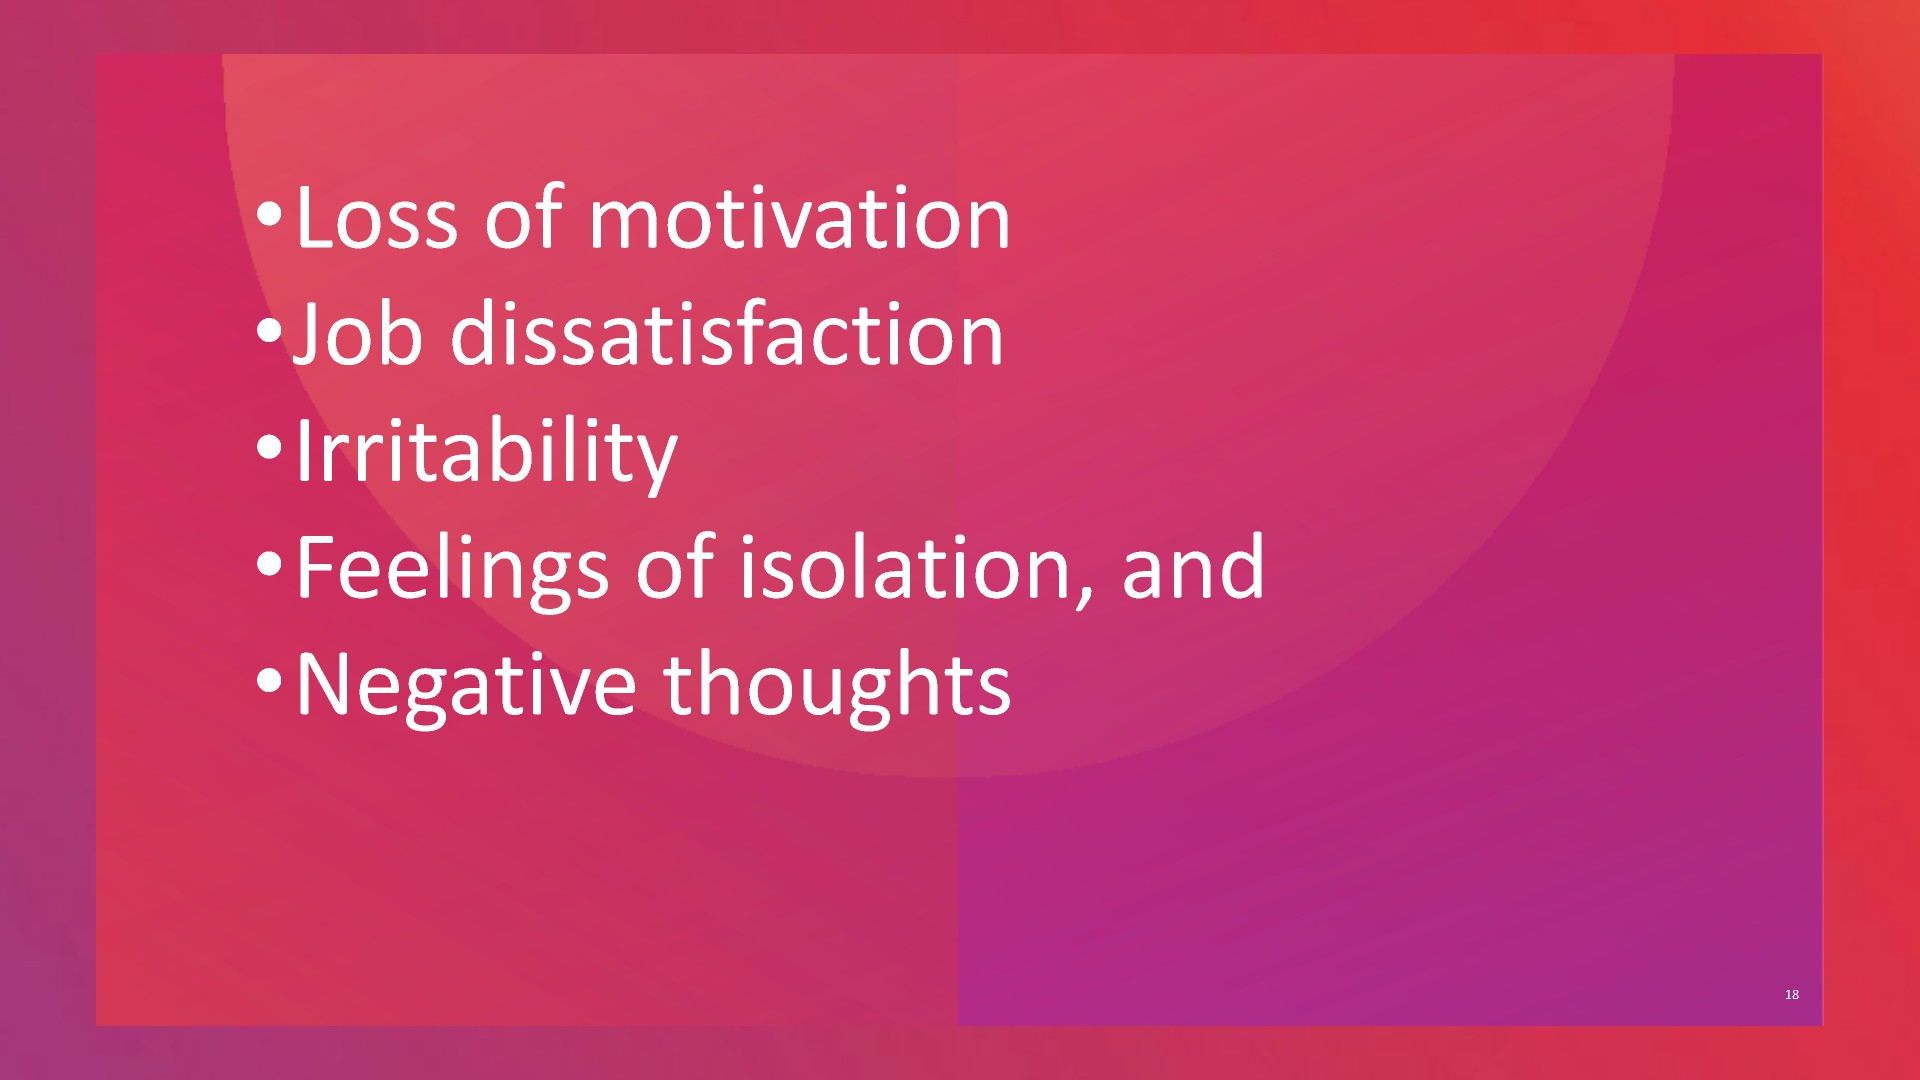 •Loss of motivation
•Job dissatisfaction
•Irritability
•Feelings of isolation, and
•Negative thoughts
18